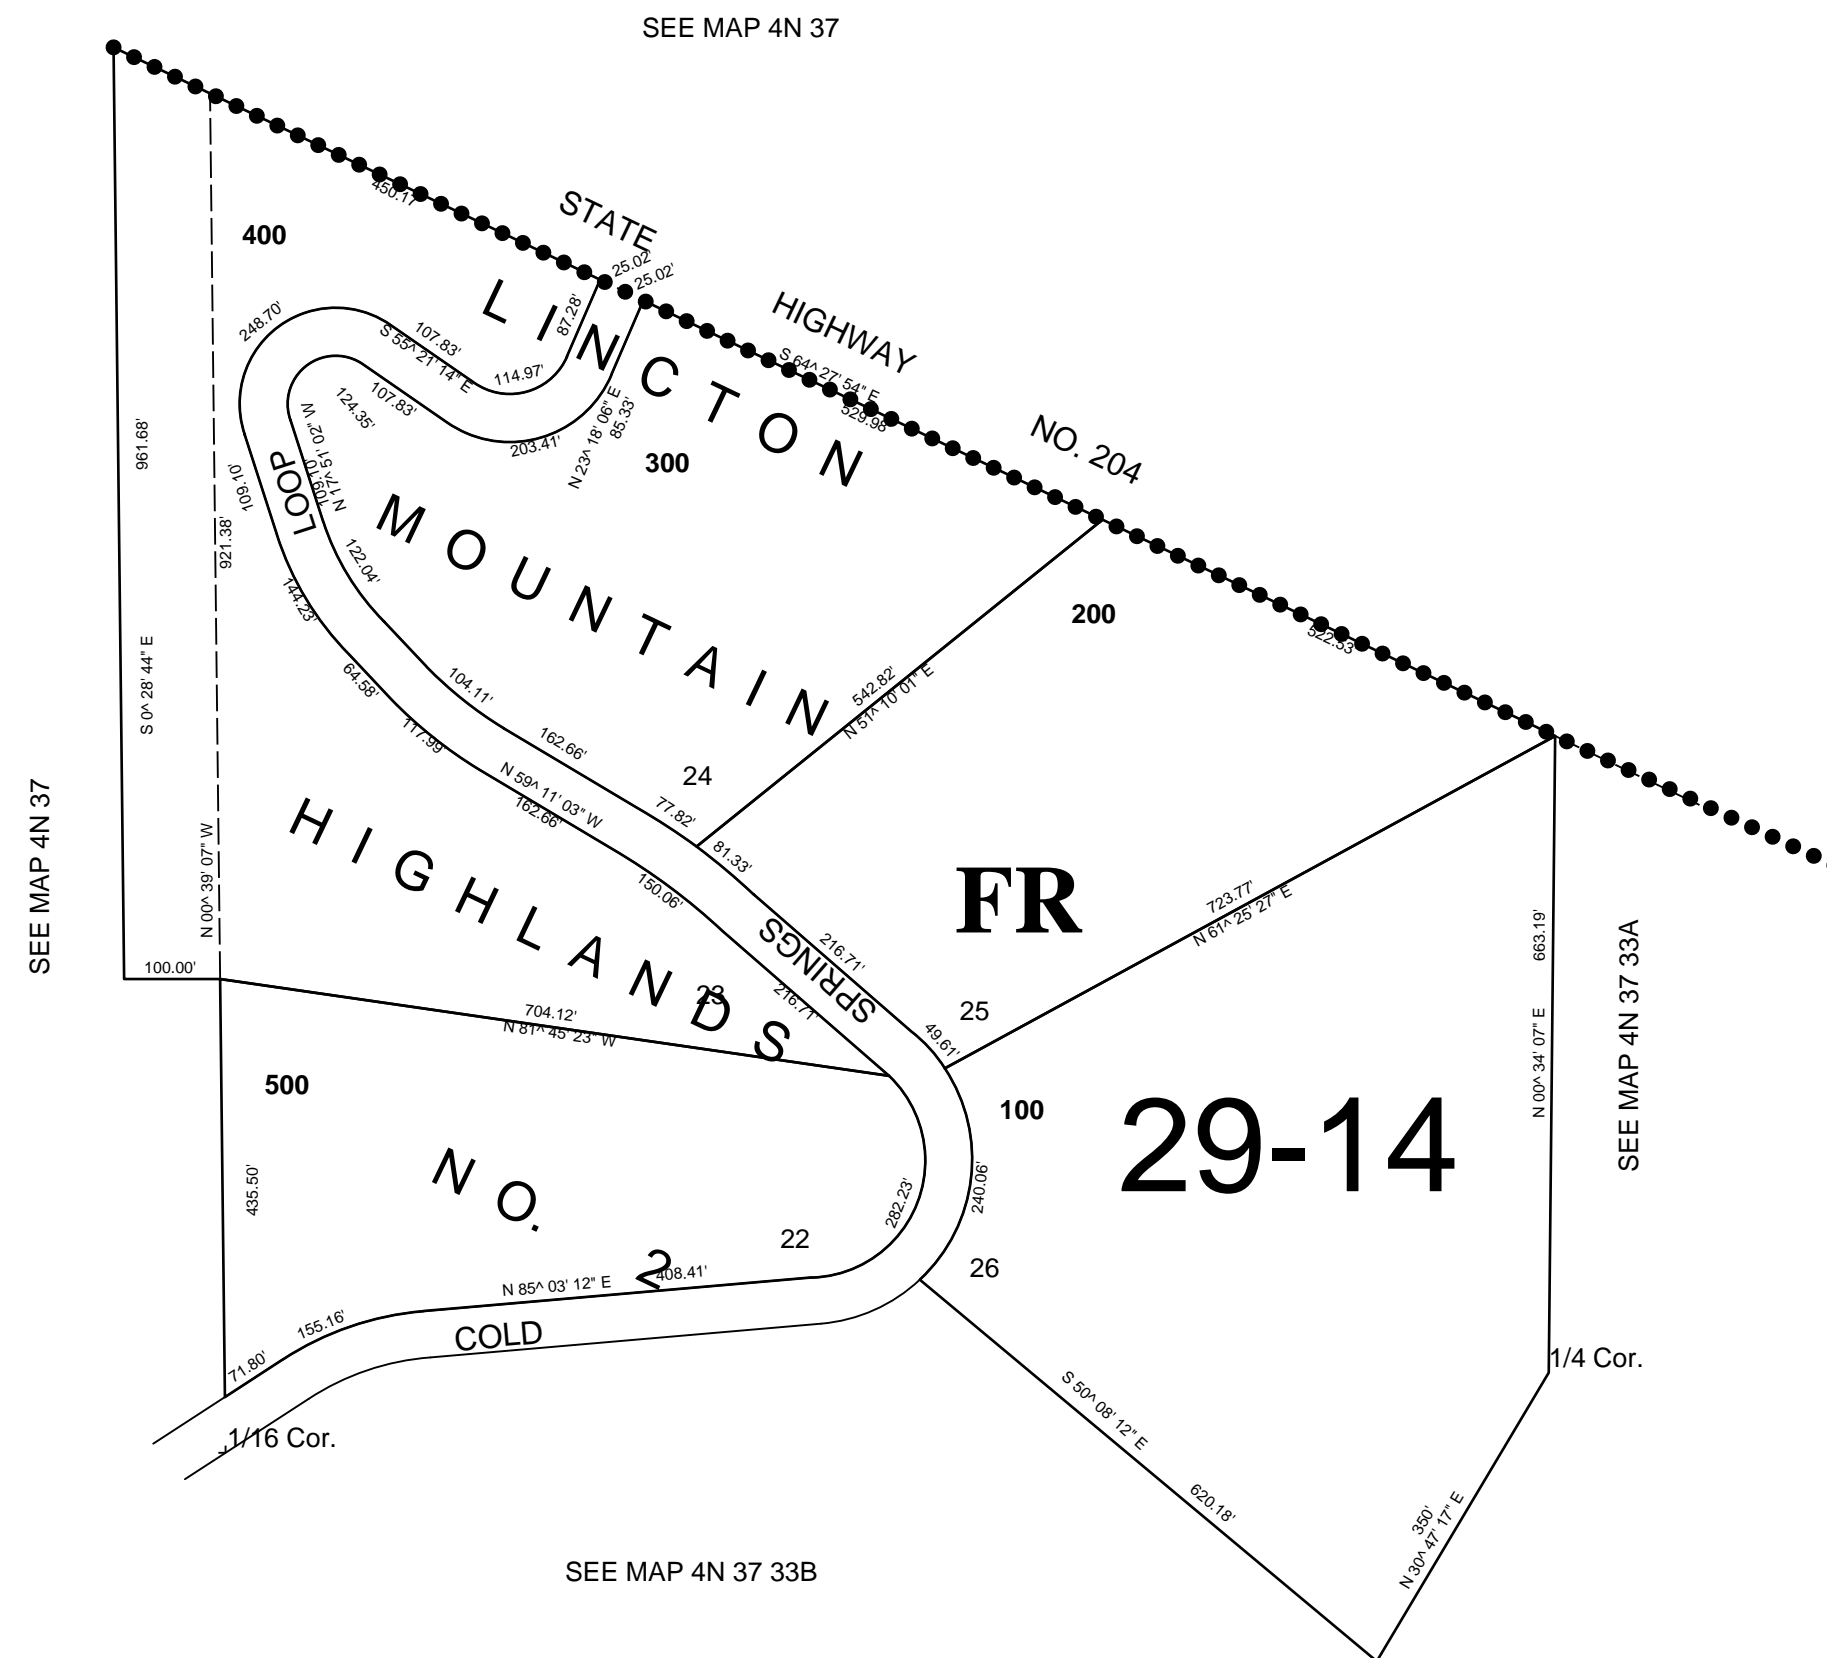 SEE MAP 4N 37
450.17'
STATE
25.02'
25.02'
400
LINCTON
HIGHWAY
87.28'
248.70'
107.83'
S 55^ 21' 14" E
114.97'
S 64^ 27' 54" E
529.98'
107.83'
124.35'
203.41'
N 23^ 18' 06" E
85.33'
NO. 204
300
961.68'
109.10'
LOOP
109.10'
N 17^ 51' 02" W
MOUNTAIN
921.38'
122.04'
144.23'
200
522.53'
S 0^ 28' 44" E
64.58'
104.11'
542.82'
N 51^ 10' 01" E
117.99'
162.66'
N 59^ 11' 03" W
162.66'
24
77.82'
SEE MAP 4N 37
HIGHLANDS
N 00^ 39' 07" W
81.33'
150.06'
FR
723.77'
N 61^ 25' 27" E
663.19'
100.00'
SPRINGS
216.71'
216.71'
23
25
704.12'
N 81^ 45' 23" W
49.61'
N 00^ 34' 07" E
SEE MAP 4N 37 33A
500
100
29-14
435.50'
NO. 2
282.23'
240.06'
22
26
N 85^ 03' 12" E
408.41'
155.16'
COLD
71.80'
1/4 Cor.
1/16 Cor.
S 50^ 08' 12" E
620.18'
350'
N 30^ 47' 17" E
SEE MAP 4N 37 33B